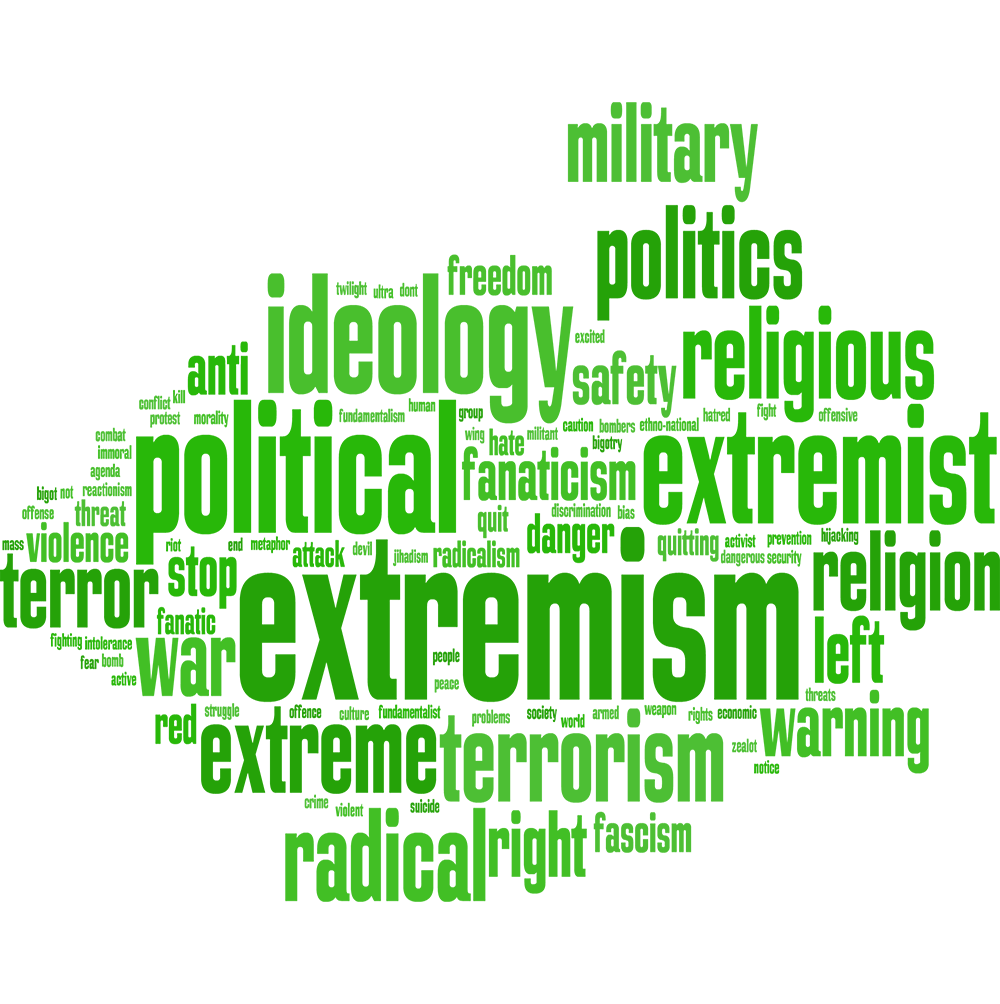 military
politics
freedom
twilight
ultra
dont
ideology
excited
religious
anti
safety
kill
conflict
protest
morality
fundamentalism
human
group
hatred
fight
offensive
political
wing
hate
militant
caution
bombers
ethno-national
bigotry
extremist
combat
immoral
agenda
fanaticism
bigot
not
reactionism
offense
threat
quit
discrimination
bias
danger
mass
violence
riot
end
metaphor
attack
devil
jihadism
radicalism
quitting
activist
prevention
hijacking
dangerous
security
religion
terror
stop
extremism
fanatic
fighting
intolerance
war
left
fear
bomb
active
people
peace
threats
red
struggle
offence
culture
fundamentalist
problems
society
world
armed
weapon
rights
economic
warning
extreme
terrorism
zealot
notice
crime
violent
suicide
radical
right
fascism